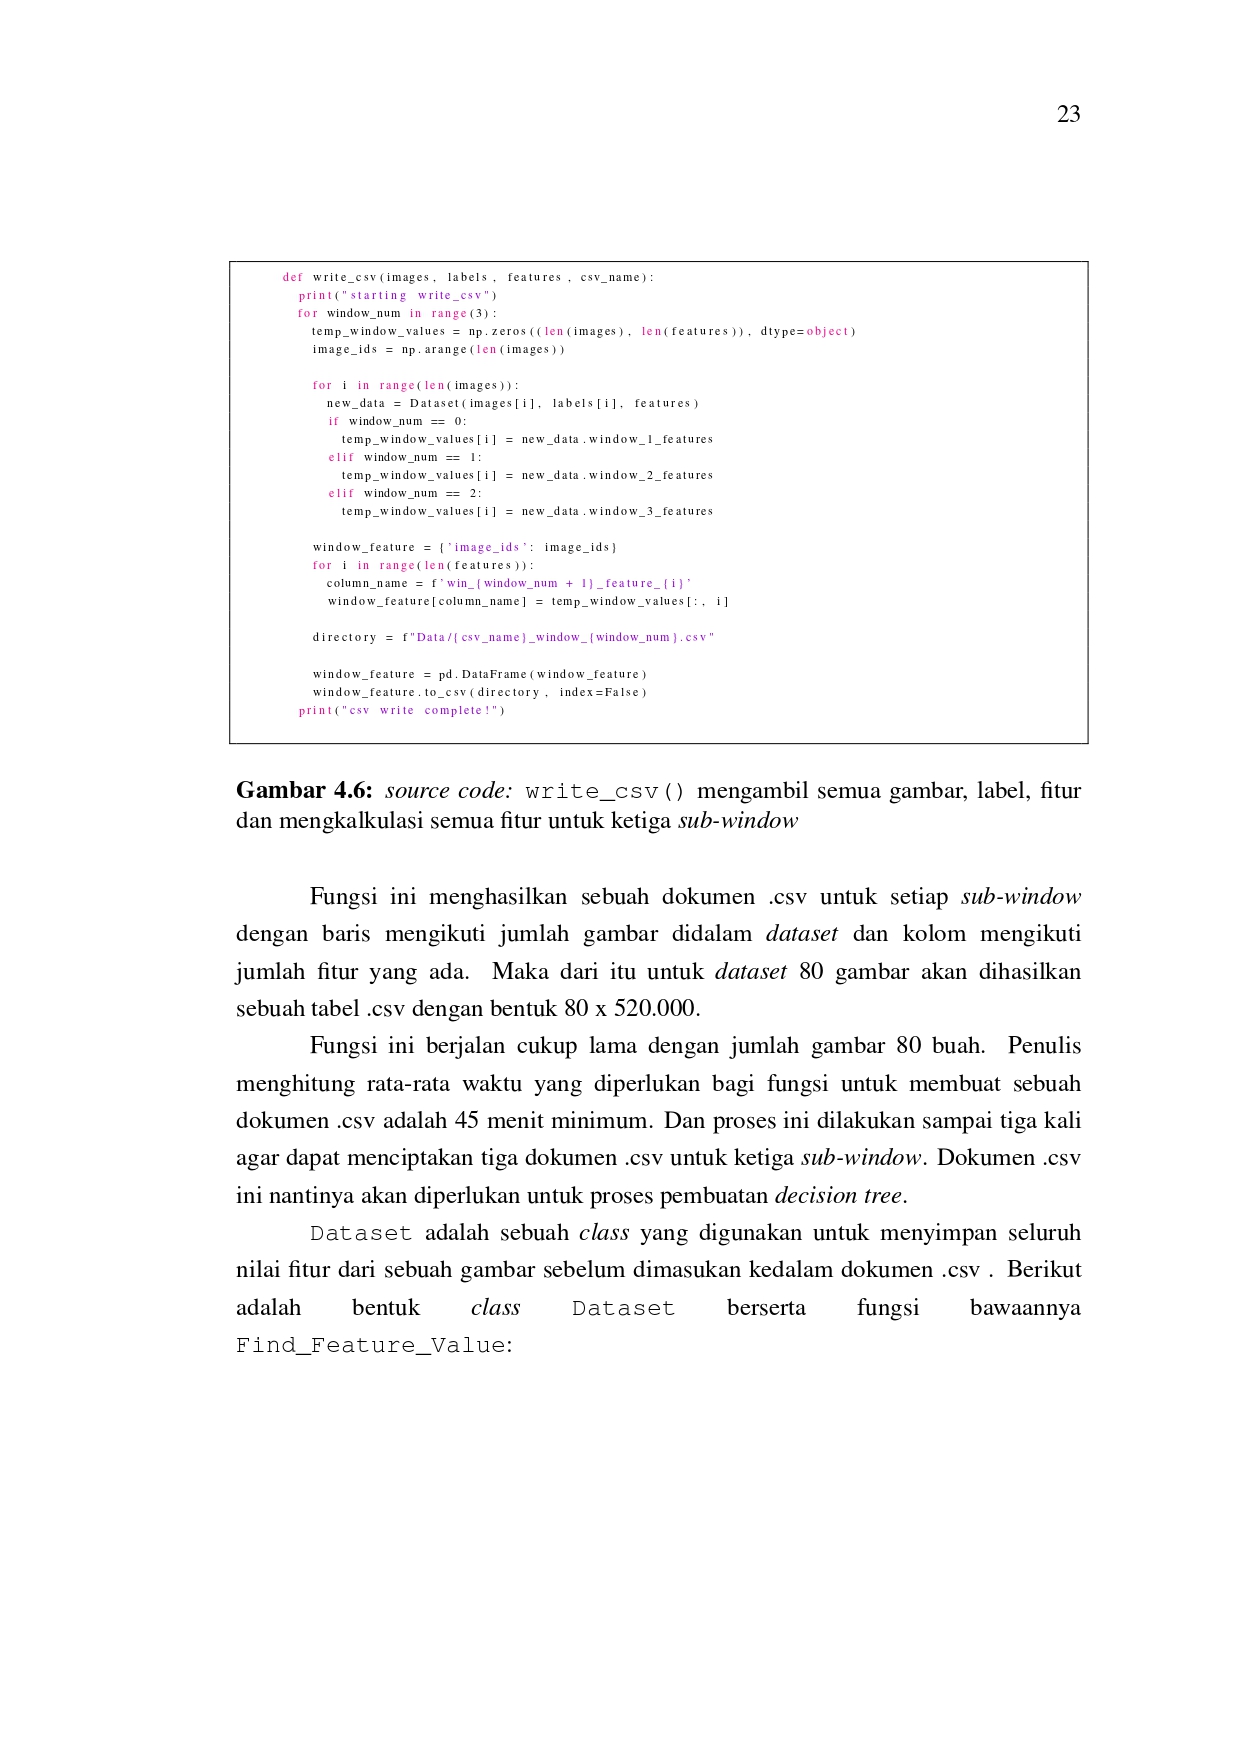 23
def write_csv(images, labels, features, csv_name):
print("starting write_csv")
for window_num in range(3):
temp_window_values = np.zeros((len(images), len(features)), dtype=object)
image_ids = np.arange(len(images))
for i in range(len(images)):
new_data = Dataset(images[i], labels[i], features)
if window_num == 0:
temp_window_values[i] = new_data.window_1_features
elif window_num == 1:
temp_window_values[i] = new_data.window_2_features
elif window_num == 2:
temp_window_values[i] = new_data.window_3_features
window_feature = {'image_ids': image_ids}
for i in range(len(features)):
column_name = f'win_{window_num + 1}_feature_{i}'
window_feature[column_name] = temp_window_values[:, i]
directory = f"Data/{csv_name}_window_{window_num}.csv"
window_feature = pd.DataFrame(window_feature)
window_feature.to_csv(directory, index=False)
print("csv write complete!")
Gambar 4.6: source code: write_csv() mengambil semua gambar, label, fitur
dan mengkalkulasi semua fitur untuk ketiga sub-window
Fungsi ini menghasilkan sebuah dokumen .csv untuk setiap sub-window
dengan baris mengikuti jumlah gambar didalam dataset dan kolom mengikuti
jumlah fitur yang ada. Maka dari itu untuk dataset 80 gambar akan dihasilkan
sebuah tabel .csv dengan bentuk 80 x 520.000.
Fungsi ini berjalan cukup lama dengan jumlah gambar 80 buah. Penulis
menghitung rata-rata waktu yang diperlukan bagi fungsi untuk membuat sebuah
dokumen .csv adalah 45 menit minimum. Dan proses ini dilakukan sampai tiga kali
agar dapat menciptakan tiga dokumen .csv untuk ketiga sub-window. Dokumen .csv
ini nantinya akan diperlukan untuk proses pembuatan decision tree.
Dataset adalah sebuah class yang digunakan untuk menyimpan seluruh
nilai fitur dari sebuah gambar sebelum dimasukan kedalam dokumen .csv . Berikut
adalah bentuk class Dataset berserta fungsi bawaannya
Find_Feature_Value: